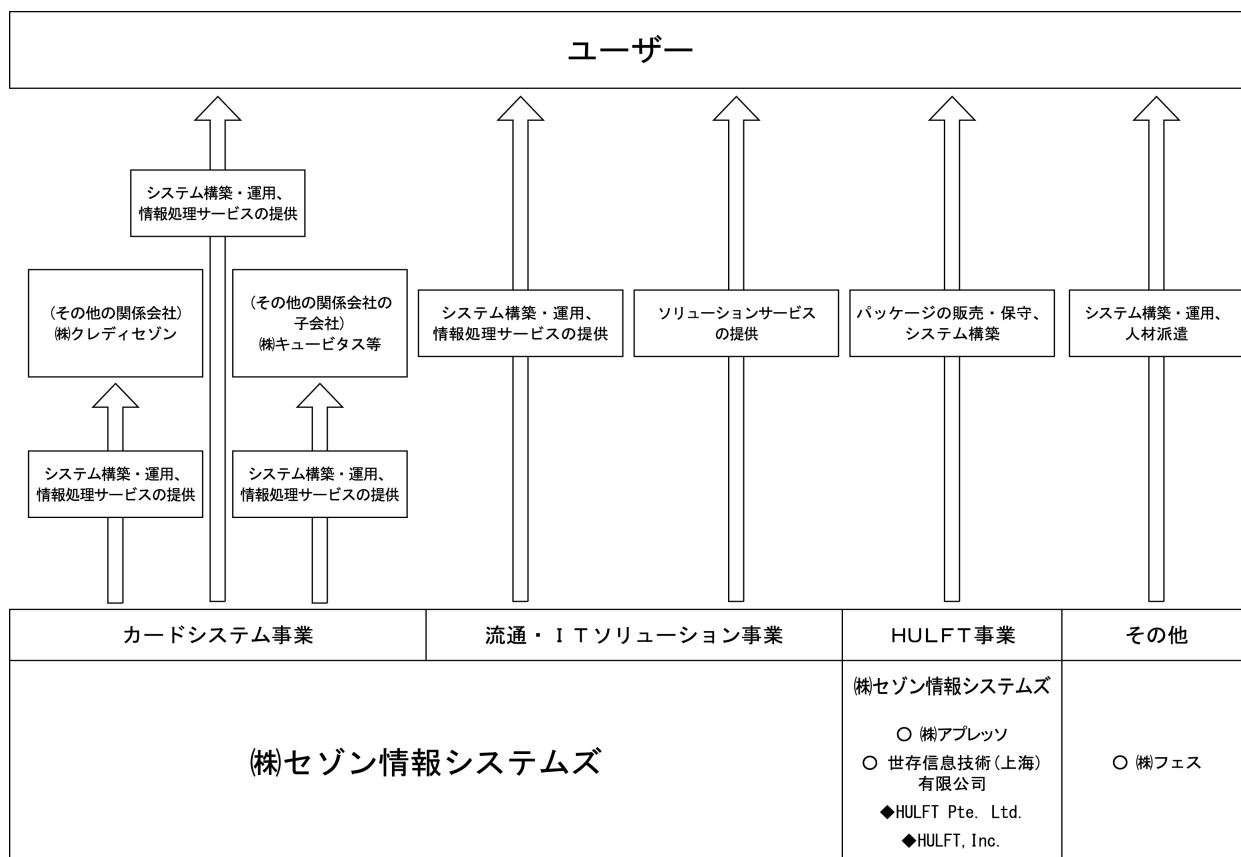 ユーザー
システム構築・運用、
情報処理サービスの提供
(その他の関係会社)
㈱クレディセゾン
(その他の関係会社の
子会社)
㈱キュービタス等
システム構築・運用、
情報処理サービスの提供
ソリューションサービス
の提供
パッケージの販売・保守、
システム構築
システム構築・運用、
人材派遣
システム構築・運用、
情報処理サービスの提供
システム構築・運用、
情報処理サービスの提供
カードシステム事業
流通・ＩＴソリューション事業
HULFT事業
その他
㈱セゾン情報システムズ
㈱セゾン情報システムズ
○ ㈱アプレッソ
○ 世存信息技術(上海)
有限公司
◆HULFT Pte. Ltd.
◆HULFT, Inc.
○ ㈱フェス